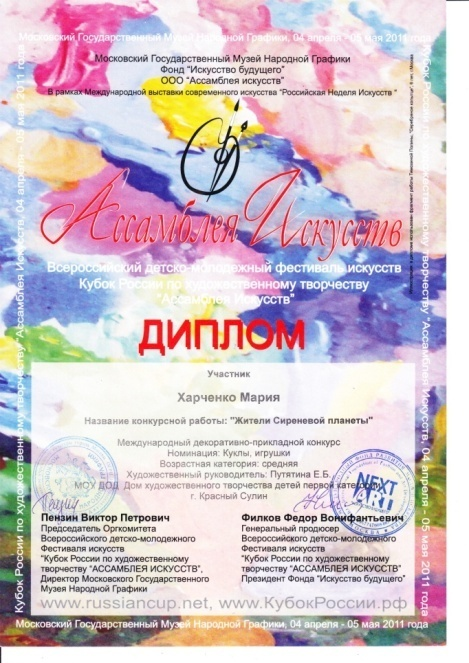 Московский Государственный Музей Народной Графики, 04 апреля - 05 мая 2011 года
Московский Государственный Музей Народной Графики
Фонд "Искусство будущего"
ООО "Ассамблея искусств"
В рамках Международной выставки современного искусства "Российская Неделя Искусств"
Ассамблея Искусств
Всероссийский детско-молодежный фестиваль искусств
Кубок России по художественному творчеству
"Ассамблея Искусств"
ДИПЛОМ
Участник
Харченко Мария
Название конкурсной работы: "Жители Сиреневой планеты"
Международный декоративно-прикладной конкурс
Номинация: Куклы, игрушки
Возрастная категория: средняя
Художественный руководитель: Путятина Е.Б.
МОУ ДОД Дом художественного творчества детей первой категории
г. Красный Сулин
NEXT
ART
Пензин Виктор Петрович
Председатель Оргкомитета
Всероссийского детско-молодежного
Фестиваля искусств
"Кубок России по художественному
творчеству "АССАМБЛЕЯ ИСКУССТВ",
Директор Московского Государственного
Музея Народной Графики
Филков Федор Вонифантьевич
Генеральный продюсер
Всероссийского детско-молодежного
Фестиваля искусств
"Кубок России по художественному
творчеству "АССАМБЛЕЯ ИСКУССТВ"
Президент Фонда "Искусство будущего"
www.russiancup.net, www.КубокРоссии.рф
Московский Государственный Музей Народной Графики, 04 апреля - 05 мая 2011 года
Кубок России по художественному творчеству "Ассамблея Искусств, 04 апреля - 05 мая 2011 года
Кубок России по художественному творчеству "Ассамблея Искусств, 04 апреля - 05 мая 2011 года